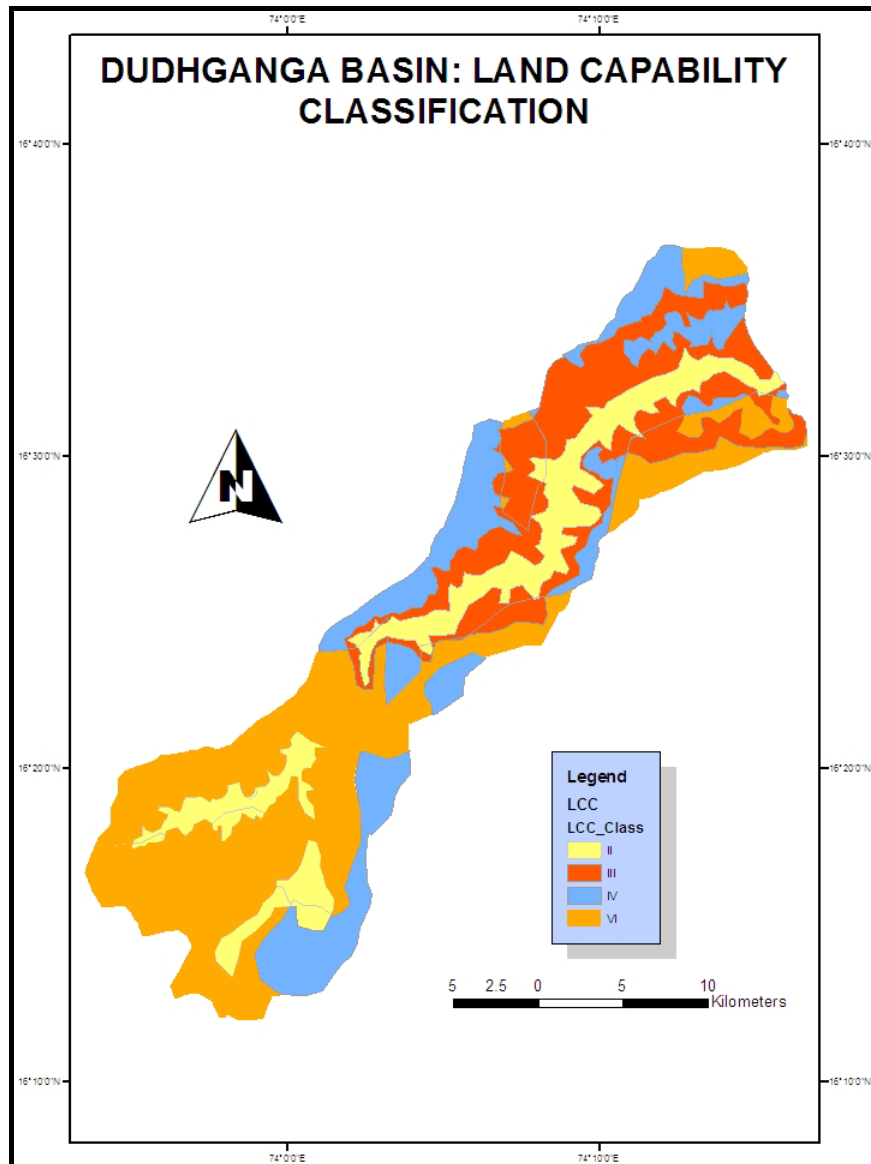 74°0'0"E 74°10'0"E
DUDHGANGA BASIN: LAND CAPABILITY
CLASSIFICATION
16°40'0"N 16°40'0"N
N
16°30'0"N 16°30'0"N
16°20'0"N 16°20'0"N
Legend
LCC
LCC_Class
II
III
IV
VI
5 2.5 0 5 10
Kilometers
16°10'0"N 16°10'0"N
74°0'0"E 74°10'0"E